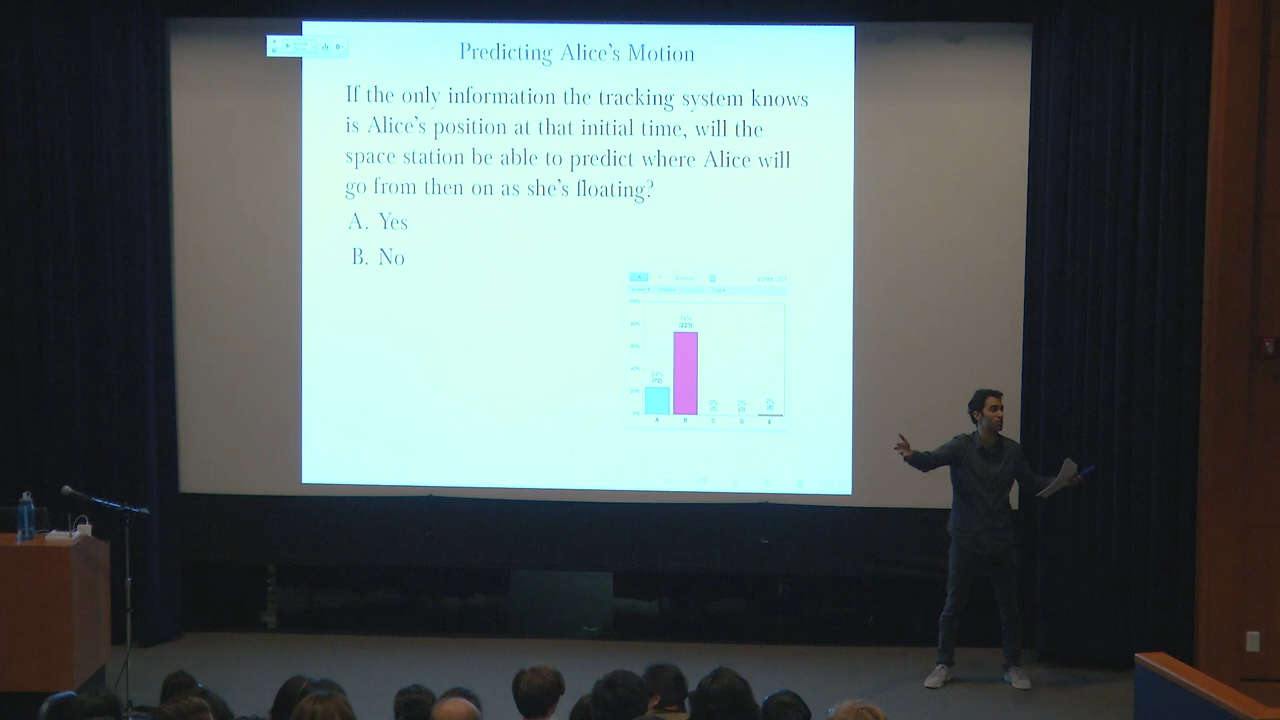 Predicting Alice's Motion
If the only information the tracking system knows
is Alice's position at that initial time, will the
space station be able to predict where Alice will
go from then on as she's floating?
A. Yes
B. No
A B C D E